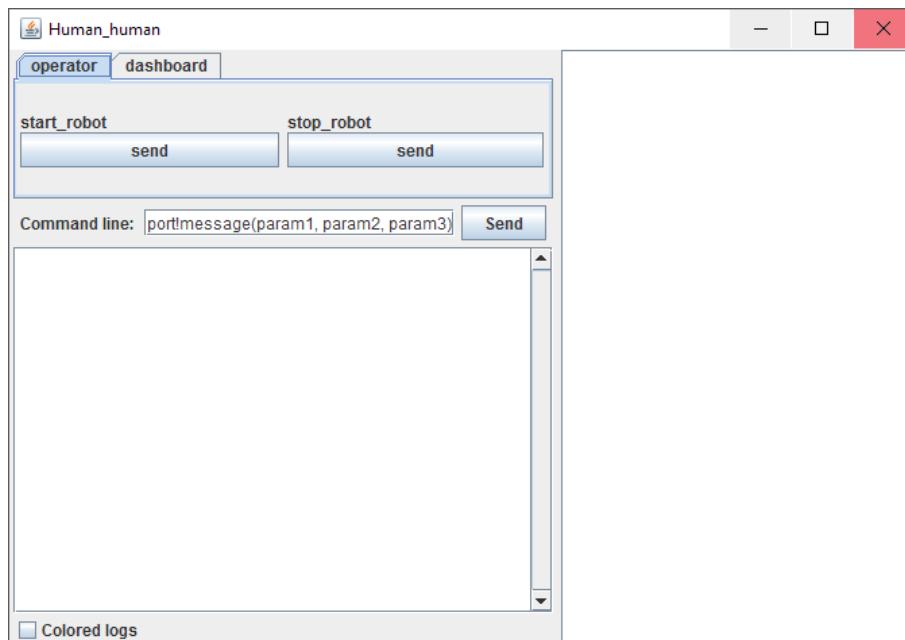 Human_human
operator dashboard
start_robot stop_robot
send send
Command line: port!message(param1, param2, param3) Send
Colored logs